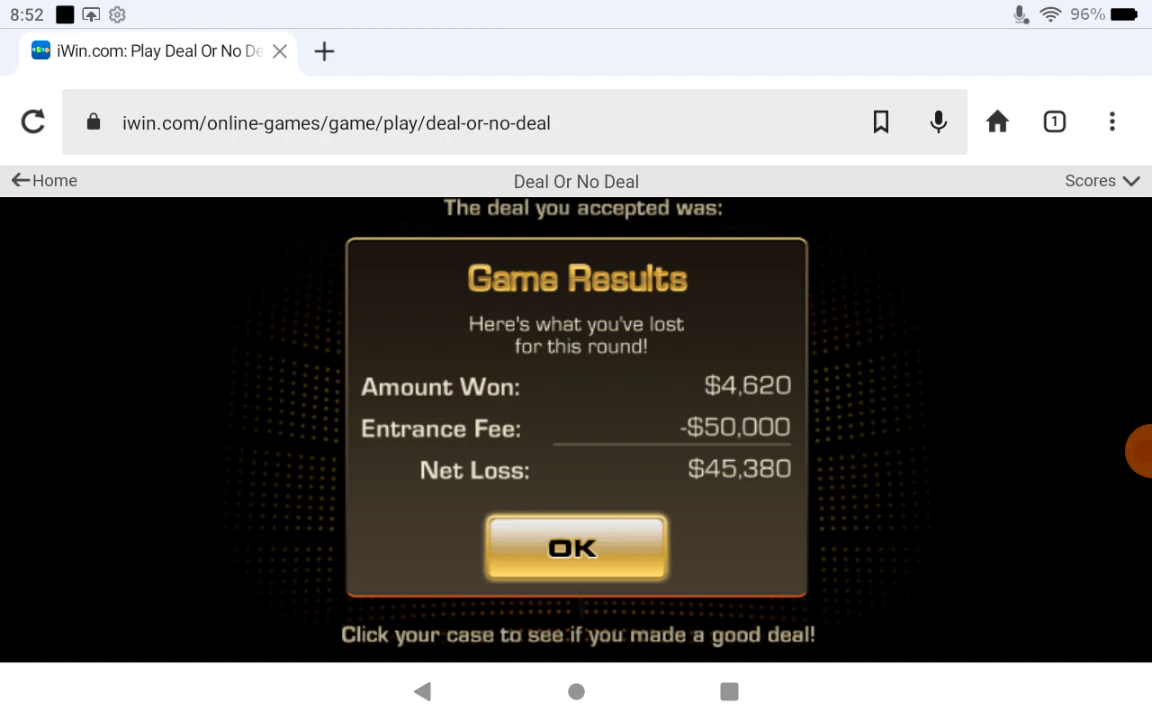 8:52
96%
iWin.com: Play Deal Or No De
iwin.com/online-games/game/play/deal-or-no-deal
1
Home
Deal Or No Deal
Scores
The deal you accepted was:
Game Results
Here's what you've lost
for this round!
Amount Won: $4,620
Entrance Fee: -$50,000
Net Loss: $45,380
OK
Click your case to see if you made a good deal!